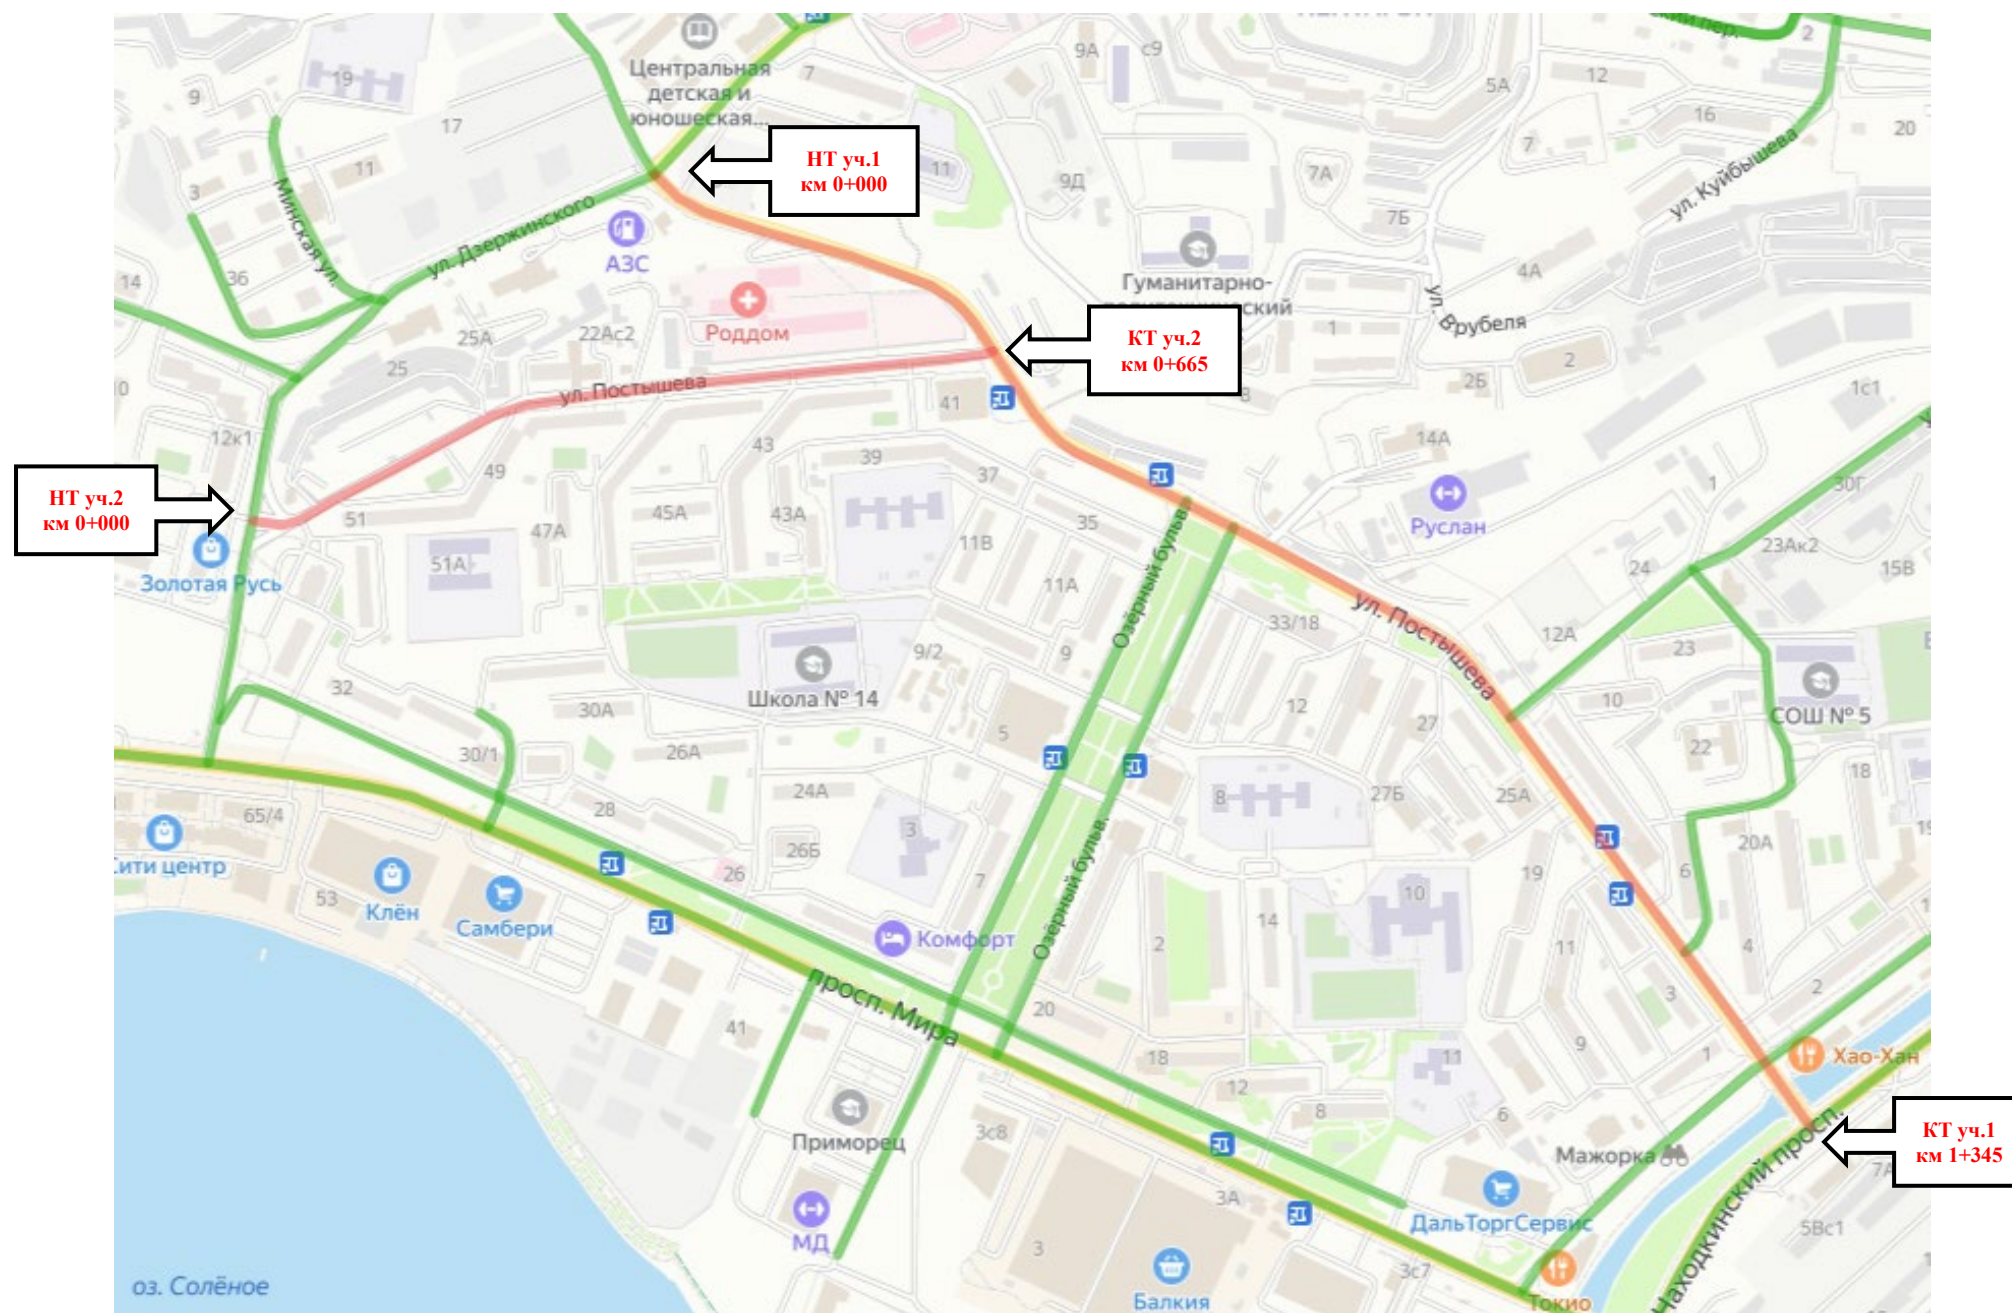 Центральная
детская и
юношеская...
7
9А
с9
5А
12
2
16
20
19
9
17
11
3
36
14
Минская ул.
ул. Дзержинского
АЗС
НТ уч.1
км 0+000
11
9Д
7А
7
7Б
ул. Куйбышева
Гуманитарно-
ский
4А
ул. Врубеля
1
2
2Б
Роддом
22Ас2
25А
25
КТ уч.2
км 0+665
ул. Постышева
41
1с1
12к1
43
39
37
14А
49
НТ уч.2
км 0+000
51
47А
45А
43А
35
Руслан
1
30Г
23Ак2
15В
24
Золотая Русь
51А
11В
11А
Озёрный бульв.
33/18
ул. Постышева
12А
23
Школа № 14
9/2
9
32
30А
12
27
10
СОШ № 5
22
5
30/1
26А
24А
28
65/4
8
27Б
25А
18
20А
3
26Б
26
7
Озёрный бульв.
Сити центр
53
Клён
Самбери
Комфорт
10
19
6
14
2
11
4
просп. Мира
41
20
3
2
18
11
9
1
Хао-Хан
12
8
6
Приморец
3с8
Мажорка
КТ уч.1
км 1+345
7А
3А
МД
ДальТоргСервис
Находкинский просп.
5Вс1
3
3с7
оз. Солёное
Балкия
Токио